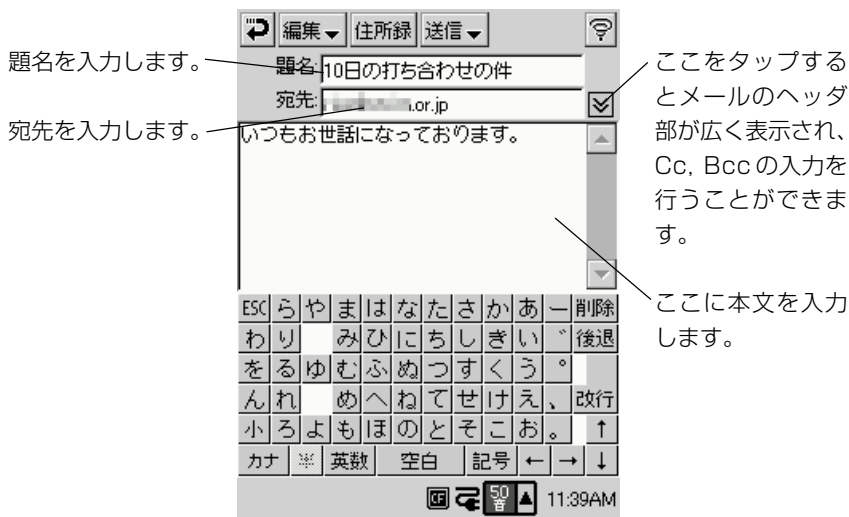 編集 住所録 送信
題名: 10日の打ち合わせの件
宛先: .or.jp
いつもお世話になっております。
題名を入力します。
宛先を入力します。
ここをタップする
とメールのヘッダ
部が広く表示され、
Cc, Bccの入力を
行うことができま
す。
ここに本文を入力
します。
ESC らやまはなたさかあー削除
わり みひにちしきい゛後退
をるゆむふぬつすくう゜
んれ めへねてせけえ、改行
小ろよもほのとそこお。↑
カナ ※ 英数 空白 記号 ← → ↓
CF 50音 ▲ 11:39AM